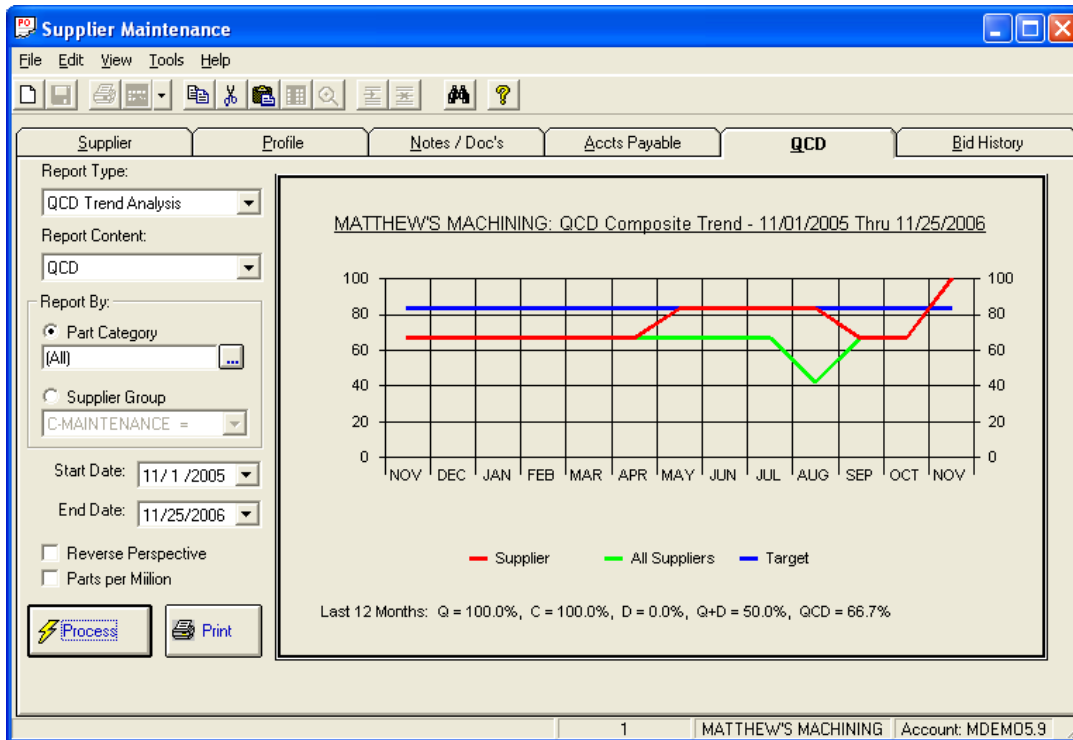 Supplier Maintenance
File Edit View Tools Help
Supplier Profile Notes / Doc's Accts Payable QCD Bid History
Report Type:
QCD Trend Analysis
Report Content:
QCD
Report By:
Part Category
(All)
...
Supplier Group
C-MAINTENANCE =
Start Date: 11/ 1 /2005
End Date: 11/25/2006
Reverse Perspective
Parts per Miilion
Process Print
MATTHEW'S MACHINING: QCD Composite Trend - 11/01/2005 Thru 11/25/2006
100 100
80 80
60 60
40 40
20 20
0 0
NOV DEC JAN FEB MAR APR MAY JUN JUL AUG SEP OCT NOV
Supplier All Suppliers Target
Last 12 Months: Q = 100.0%, C = 100.0%, D = 0.0%, Q+D = 50.0%, QCD = 66.7%
1 MATTHEW'S MACHINING Account: MDEMO5.9